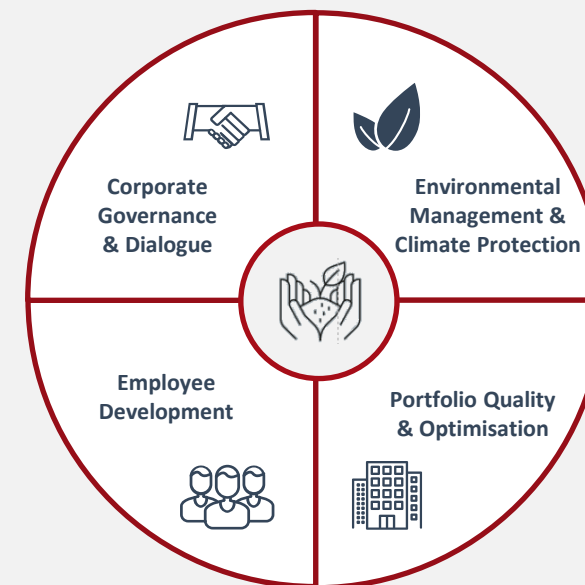 Corporate
Governance
& Dialogue
Environmental
Management &
Climate Protection
Employee
Development
Portfolio Quality
& Optimisation